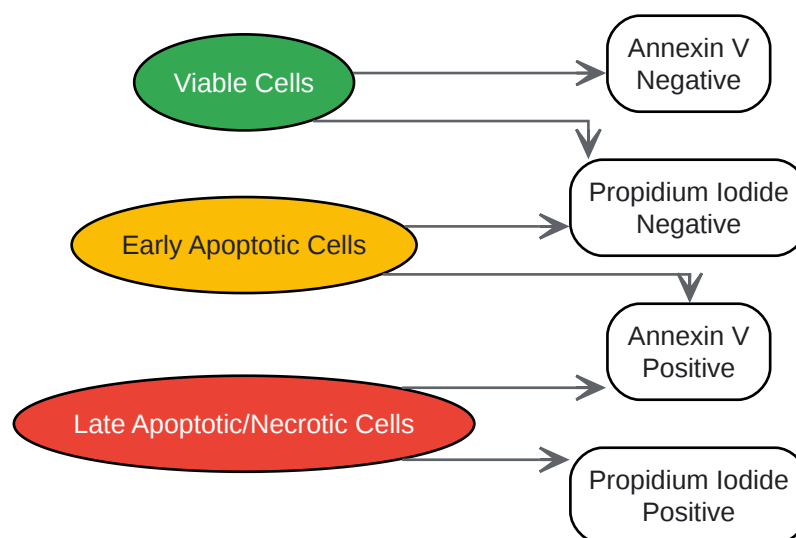 Viable Cells
Annexin V
Negative
Propidium Iodide
Negative
Early Apoptotic Cells
Annexin V
Positive
Late Apoptotic/Necrotic Cells
Propidium Iodide
Positive